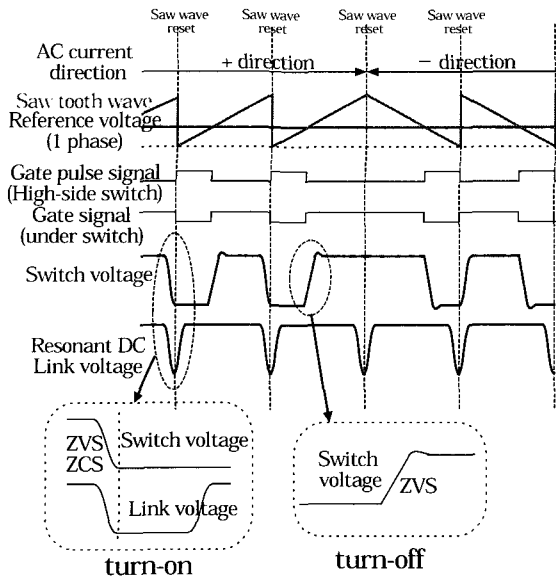 Saw wave
reset
Saw wave
reset
Saw wave
reset
Saw wave
reset
AC current
direction
+ direction
− direction
Saw tooth wave
Reference voltage
(1 phase)
Gate pulse signal
(High-side switch)
Gate signal
(under switch)
Switch voltage
Resonant DC
Link voltage
ZVS
ZCS
Switch voltage
Link voltage
turn-on
Switch
voltage
ZVS
turn-off